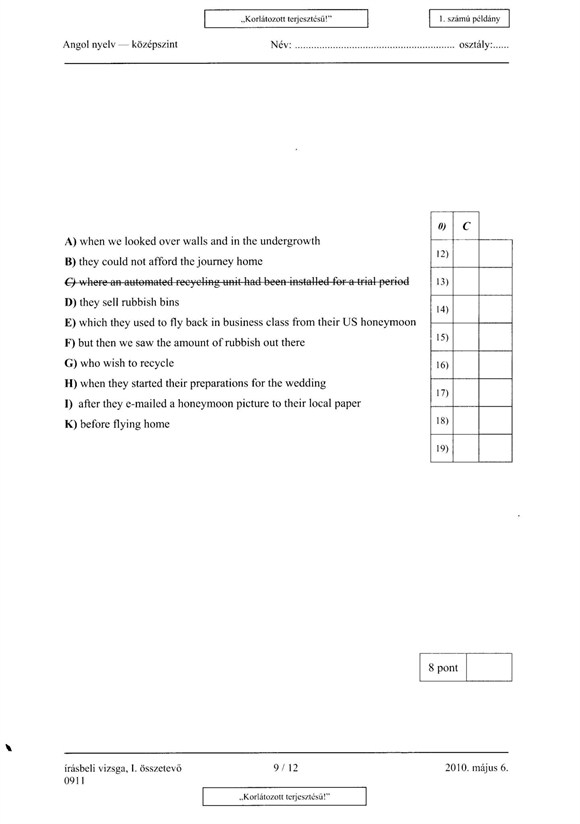 „Korlátozott terjesztésű!”
1. számú példány
Angol nyelv — középszint
Név: ............................................................ osztály:......
0) C
A) when we looked over walls and in the undergrowth
12)
B) they could not afford the journey home
C) where an automated recycling unit had been installed for a trial period
13)
D) they sell rubbish bins
14)
E) which they used to fly back in business class from their US honeymoon
F) but then we saw the amount of rubbish out there
15)
G) who wish to recycle
16)
H) when they started their preparations for the wedding
17)
I) after they e-mailed a honeymoon picture to their local paper
K) before flying home
18)
19)
8 pont
írásbeli vizsga, I. összetevő
9 / 12
2010. május 6.
0911
„Korlátozott terjesztésű!”